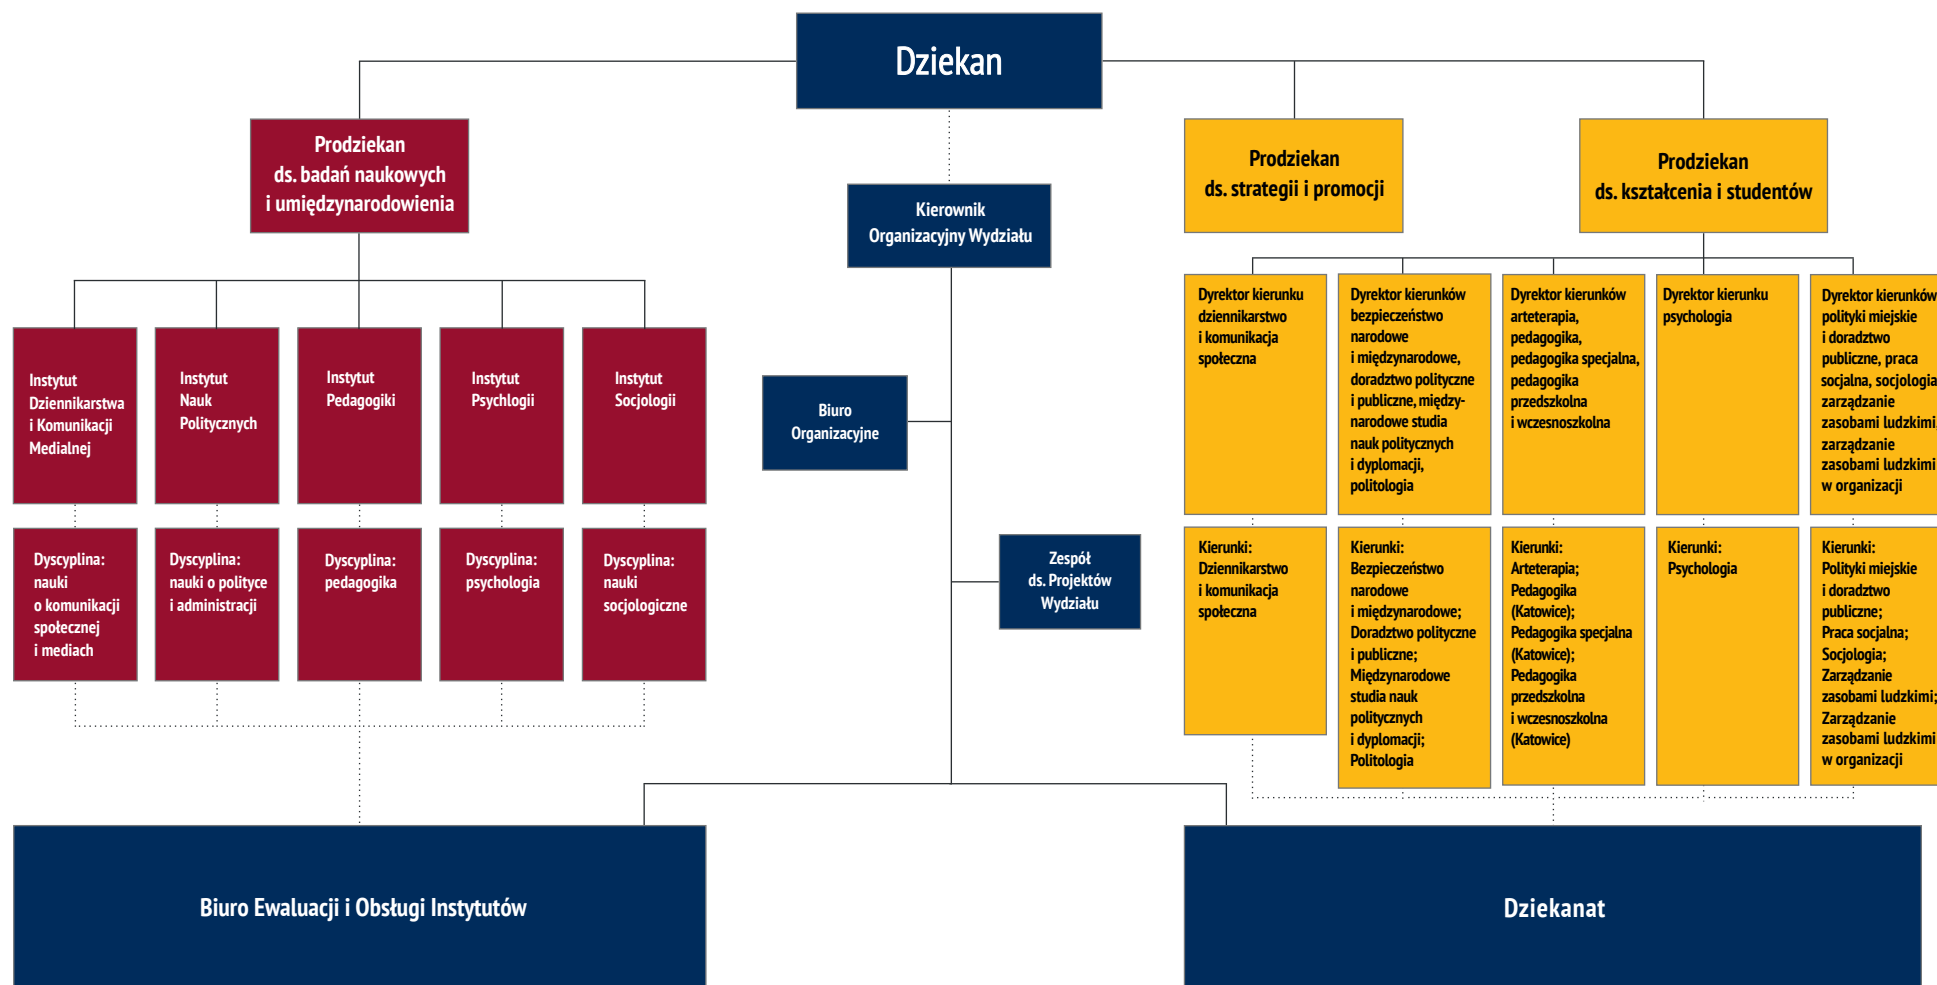 Dziekan
Prodziekan
ds. badań naukowych
i umiędzynarodowienia
Kierownik
Organizacyjny Wydziału
Prodziekan
ds. strategii i promocji
Prodziekan
ds. kształcenia i studentów
Instytut
Dziennikarstwa
i Komunikacji
Medialnej
Instytut
Nauk
Politycznych
Instytut
Pedagogiki
Instytut
Psychlogii
Instytut
Socjologii
Dyscyplina:
nauki
o komunikacji
społecznej
i mediach
Dyscyplina:
nauki o polityce
i administracji
Dyscyplina:
pedagogika
Dyscyplina:
psychologia
Dyscyplina:
nauki
socjologiczne
Biuro
Organizacyjne
Zespół
ds. Projektów
Wydziału
Dyrektor kierunku
dziennikarstwo
i komunikacja
społeczna
Dyrektor kierunków
bezpieczeństwo
narodowe
i międzynarodowe,
doradztwo polityczne
i publiczne, między-
narodowe studia
nauk politycznych
i dyplomacji,
politologia
Dyrektor kierunków
arteterapia,
pedagogika,
pedagogika specjalna,
pedagogika
przedszkolna
i wczesnoszkolna
Dyrektor kierunku
psychologia
Dyrektor kierunków
polityki miejskie
i doradztwo
publiczne, praca
socjalna, socjologia
zarządzanie
zasobami ludzkimi,
zarządzanie
zasobami ludzkimi
w organizacji
Kierunki:
Dziennikarstwo
i komunikacja
społeczna
Kierunki:
Bezpieczeństwo
narodowe
i międzynarodowe;
Doradztwo polityczne
i publiczne;
Międzynarodowe
studia nauk
politycznych
i dyplomacji;
Politologia
Kierunki:
Arteterapia;
Pedagogika
(Katowice);
Pedagogika specjalna
(Katowice);
Pedagogika
przedszkolna
i wczesnoszkolna
(Katowice)
Kierunki:
Psychologia
Kierunki:
Polityki miejskie
i doradztwo
publiczne;
Praca socjalna;
Socjologia;
Zarządzanie
zasobami ludzkimi;
Zarządzanie
zasobami ludzkimi
w organizacji
Biuro Ewaluacji i Obsługi Instytutów
Dziekanat